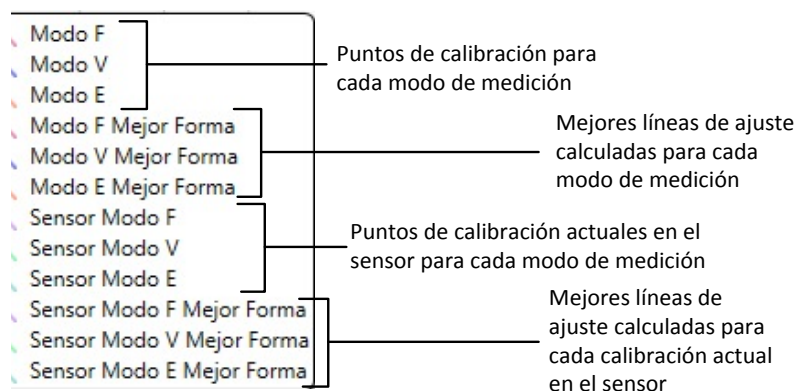 Modo F
Modo V
Modo E
Modo F Mejor Forma
Modo V Mejor Forma
Modo E Mejor Forma
Sensor Modo F
Sensor Modo V
Sensor Modo E
Sensor Modo F Mejor Forma
Sensor Modo V Mejor Forma
Sensor Modo E Mejor Forma
Puntos de calibración para
cada modo de medición
Mejores líneas de ajuste
calculadas para cada
modo de medición
Puntos de calibración actuales en el
sensor para cada modo de medición
Mejores líneas de
ajuste calculadas para
cada calibración actual
en el sensor